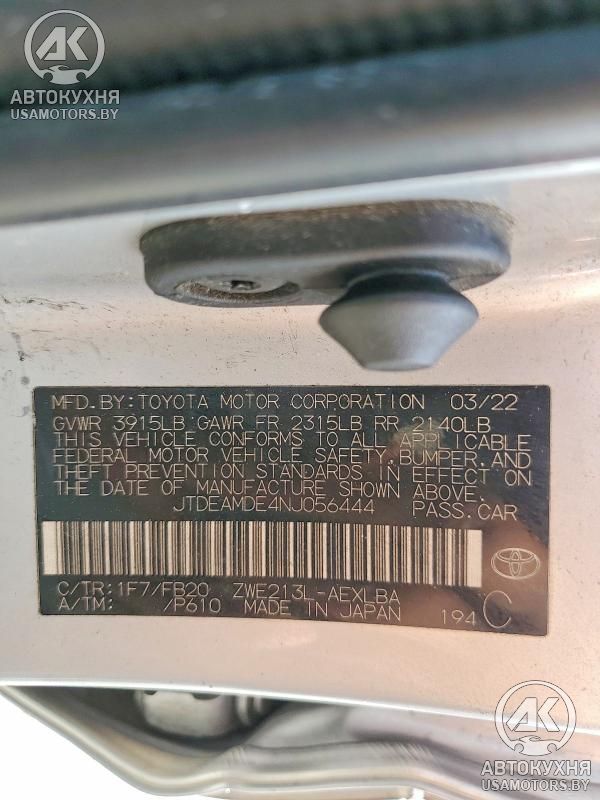 АК
АВТОКУХНЯ
USAMOTORS.BY
MFD.BY:TOYOTA MOTOR CORPORATION 03/22
GVWR 3915LB GAWR FR 2315LB RR 2140LB
THIS VEHICLE CONFORMS TO ALL APPLICABLE
FEDERAL MOTOR VEHICLE SAFETY,BUMPER,AND
THEFT PREVENTION STANDARDS IN EFFECT ON
THE DATE OF MANUFACTURE SHOWN ABOVE.
JTDEAMDE4NJ056444 PASS.CAR
C/TR:1F7/FB20 ZWE213L-AEXLBA
A/TM: /P610 MADE IN JAPAN 194 C
АК
АВТОКУХНЯ
USAMOTORS.BY